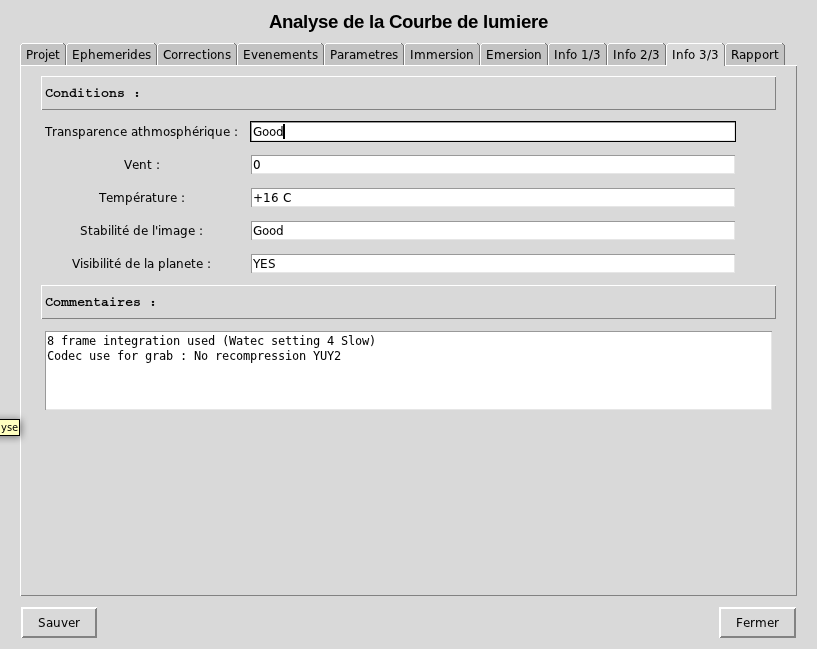 Analyse de la Courbe de lumiere
Projet Ephemerides Corrections Evenements Parametres Immersion Emersion Info 1/3 Info 2/3 Info 3/3 Rapport
Conditions :
Transparence athmosphérique : Good
Vent : 0
Température : +16 C
Stabilité de l'image : Good
Visibilité de la planete : YES
Commentaires :
8 frame integration used (Watec setting 4 Slow)
Codec use for grab : No recompression YUY2
yse
Sauver Fermer